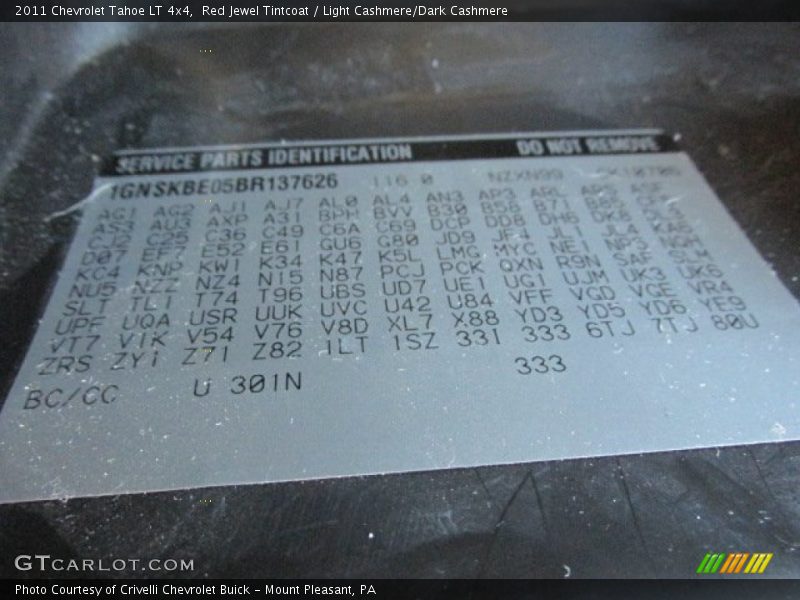 2011 Chevrolet Tahoe LT 4x4, Red Jewel Tintcoat / Light Cashmere/Dark Cashmere
SERVICE PARTS IDENTIFICATION DO NOT REMOVE
1GNSKBE05BR137626 116.0 NZXN99
AG1 AG2 AJ1 AJ7 AL0 AL4 AN3 AP3 ARL
AS3 AU3 AXP A31 BPH BVV B30 B58 B71 B85
CJ2 C25 C36 C49 C6A C69 DCP DD8 DH6 DK8 DL3
D07 EF3 E52 E61 GU6 G80 JD9 JF4 JL1 JL4 KA6
KC4 KNP KW1 K34 K47 K5L LMG MYC NE1 NP3 NQH
NU5 NZZ NZ4 N15 N87 PCJ PCK QXN R9N SAF SLM
SLT TL1 T74 T96 UBS UD7 UE1 UG1 UJM UK3 UK6
UPF UQA USR UUK UVC U42 U84 VFF VGD VGE VR4
VT7 V1K V54 V76 V8D XL7 X88 YD3 YD5 YD6 YE9
ZRS ZY1 Z71 Z82 1LT 1SZ 331 333 6TJ 7TJ 80U
333
BC/CC U 301N
GTCARLOT.COM
Photo Courtesy of Crivelli Chevrolet Buick - Mount Pleasant, PA